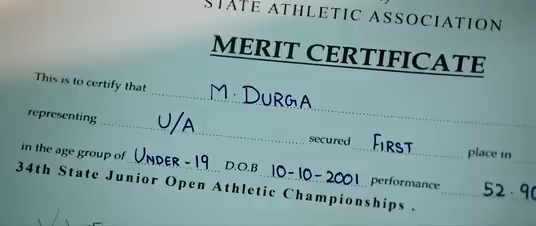 STATE ATHLETIC ASSOCIATION
MERIT CERTIFICATE
This is to certify that M. DURGA
representing U/A secured FIRST place in
in the age group of UNDER-19 D.O.B 10-10-2001 performance 52.90
34th State Junior Open Athletic Championships.